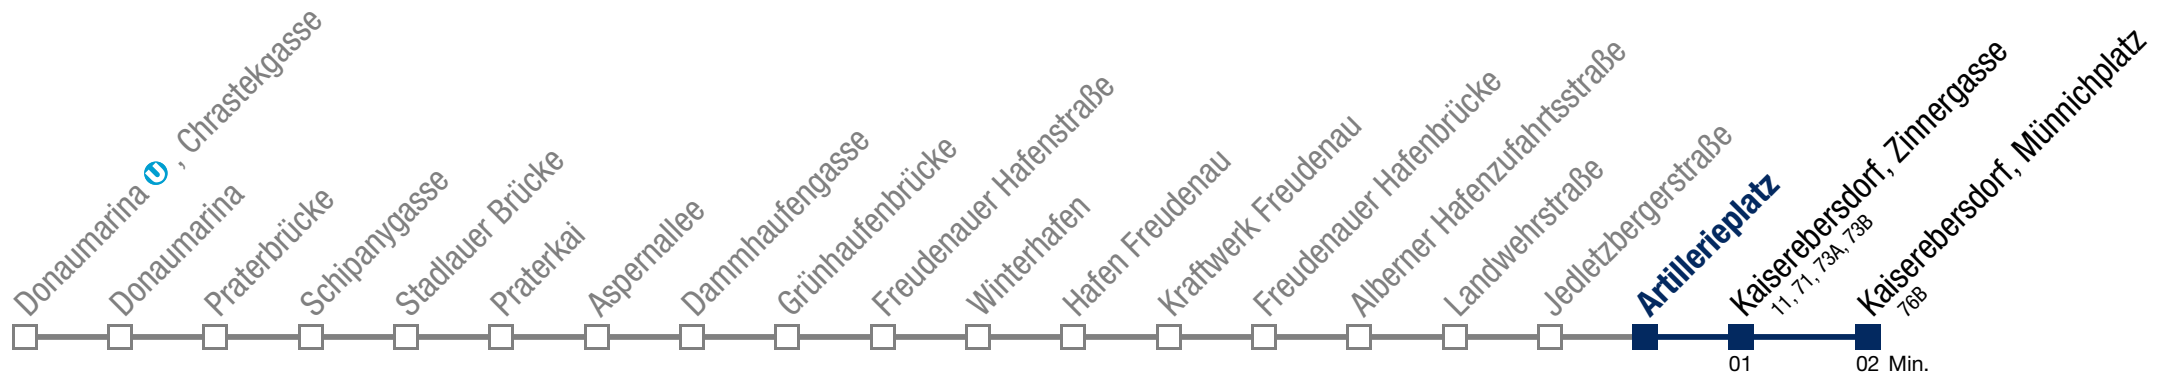 Donaumarina U, Chrastekgasse
Donaumarina
Praterbrücke
Schipanygasse
Stadlauer Brücke
Praterkai
Aspernallee
Dammhaufengasse
Grünhaufenbrücke
Freudenauer Hafenstraße
Winterhafen
Hafen Freudenau
Kraftwerk Freudenau
Freudenauer Hafenbrücke
Alberner Hafenzufahrtsstraße
Landwehrstraße
Jedletzbergerstraße
Artillerieplatz
Kaiserebersdorf, Zinnergasse
11, 71, 73A, 73B
Kaiserebersdorf, Münnichplatz
76B
01
02 Min.